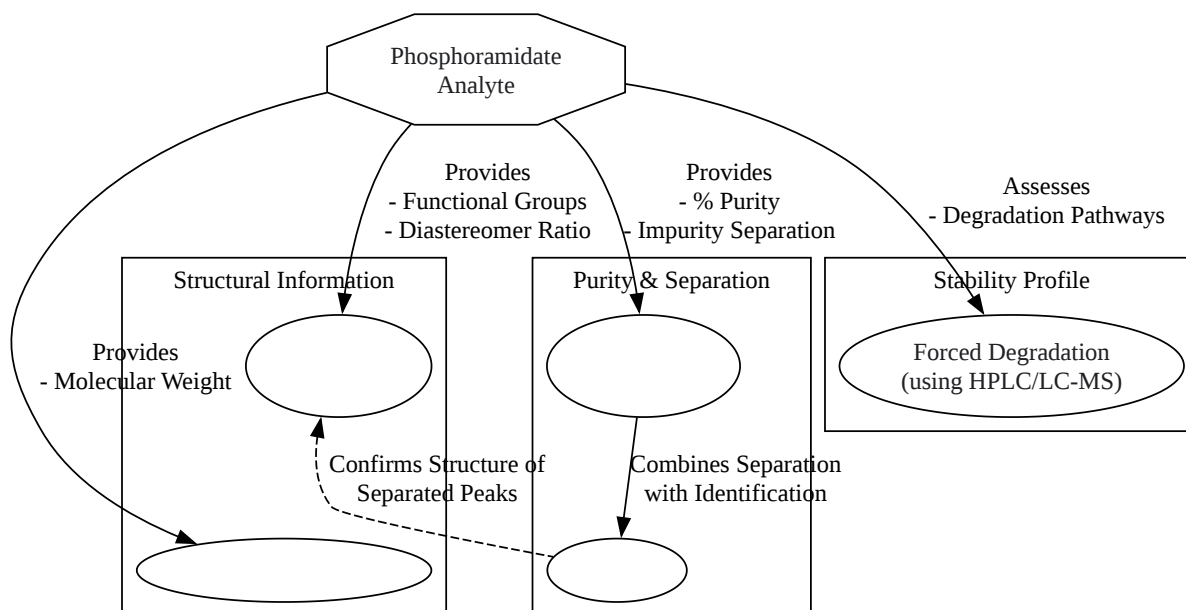 Phosphoramidate
Analyte
Provides
- Functional Groups
- Diastereomer Ratio
Provides
- % Purity
- Impurity Separation
Assesses
- Degradation Pathways
Structural Information
Purity & Separation
Stability Profile
Provides
- Molecular Weight
Forced Degradation
(using HPLC/LC-MS)
Confirms Structure of
Separated Peaks
Combines Separation
with Identification